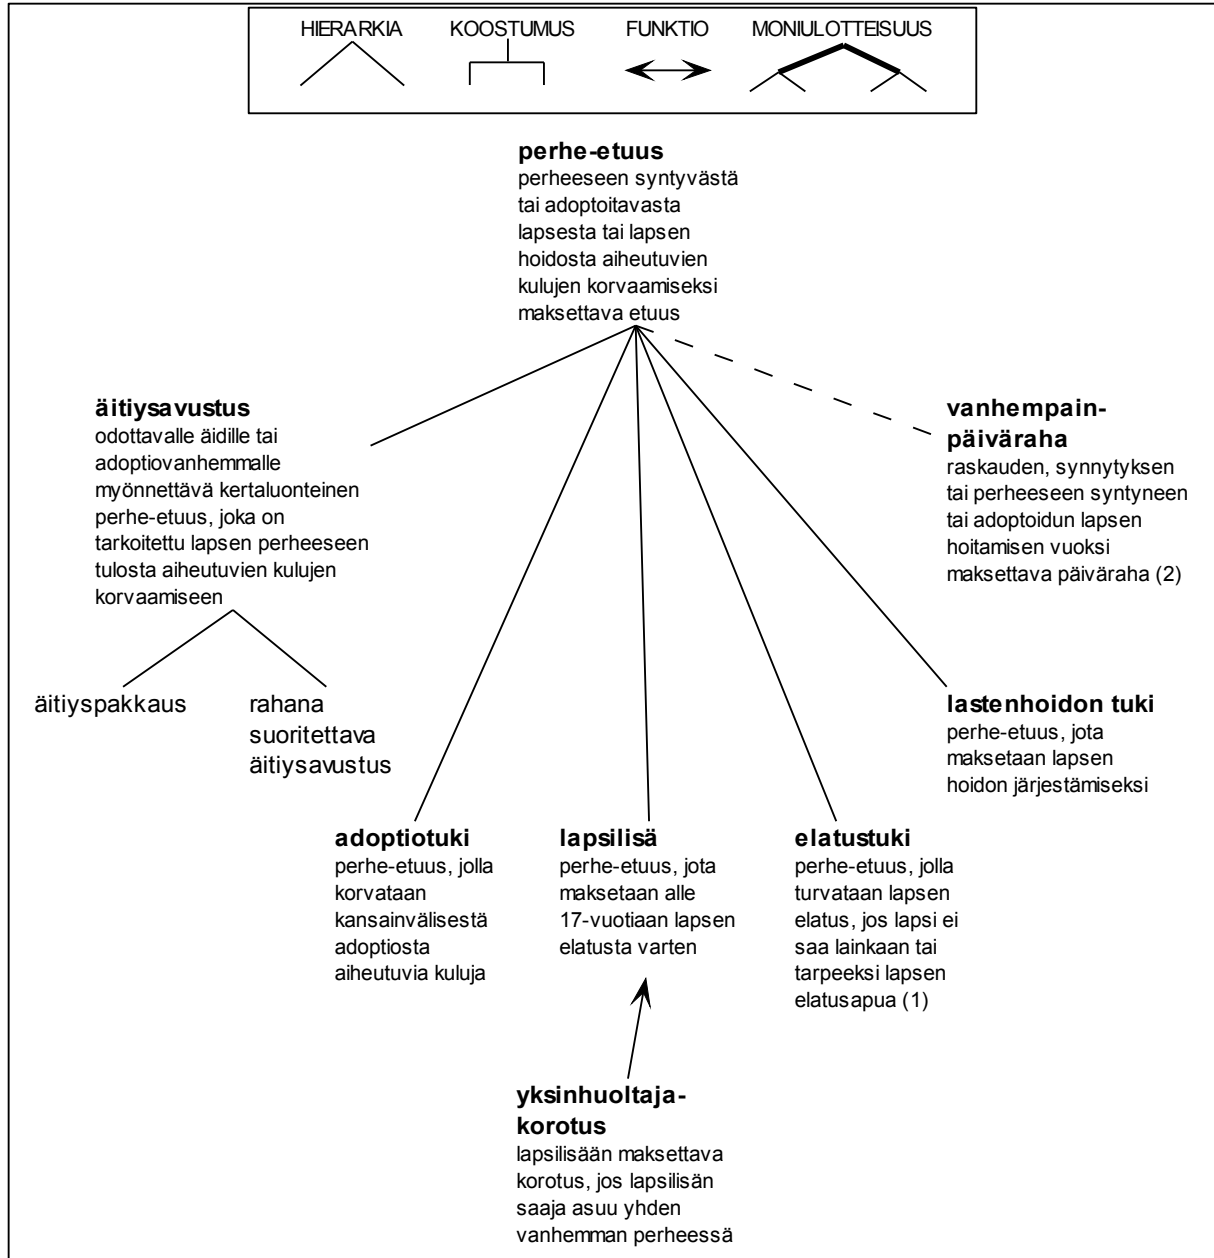 HIERARKIA KOOSTUMUS FUNKTIO MONIULOTTEISUUS
perhe-etuus
perheeseen syntyvästä
tai adoptoitavasta
lapsesta tai lapsen
hoidosta aiheutuvien
kulujen korvaamiseksi
maksettava etuus
äitiysavustus
odottavalle äidille tai
adoptiovanhemmalle
myönnettävä kertaluonteinen
perhe-etuus, joka on
tarkoitettu lapsen perheeseen
tulosta aiheutuvien kulujen
korvaamiseen
vanhempain-
päiväraha
raskauden, synnytyksen
tai perheeseen syntyneen
tai adoptoidun lapsen
hoitamisen vuoksi
maksettava päiväraha (2)
äitiyspakkaus
rahana
suoritettava
äitiysavustus
lastenhoidon tuki
perhe-etuus, jota
maksetaan lapsen
hoidon järjestämiseksi
adoptiotuki
perhe-etuus, jolla
korvataan
kansainvälisestä
adoptiosta
aiheutuvia kuluja
lapsilisä
perhe-etuus, jota
maksetaan alle
17-vuotiaan lapsen
elatusta varten
elatustuki
perhe-etuus, jolla
turvataan lapsen
elatus, jos lapsi ei
saa lainkaan tai
tarpeeksi lapsen
elatusapua (1)
yksinhuoltaja-
korotus
lapsilisään maksettava
korotus, jos lapsilisän
saaja asuu yhden
vanhemman perheessä